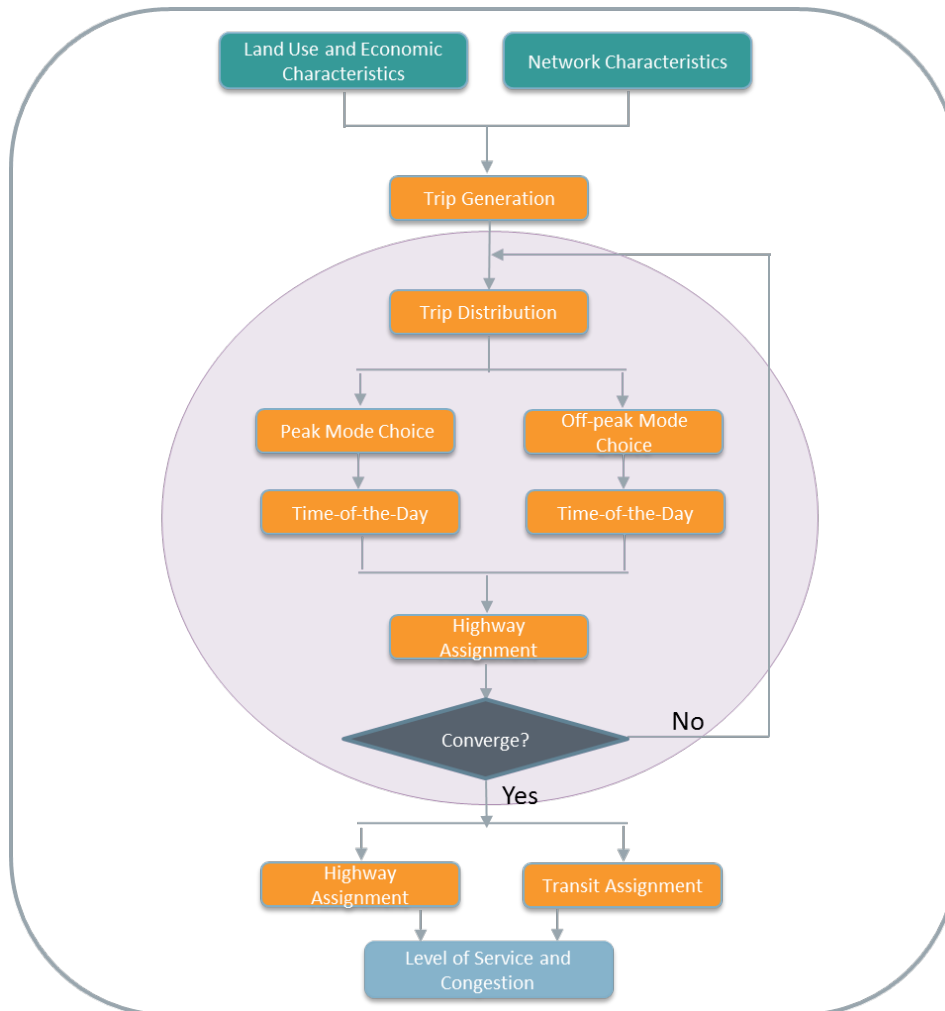 Land Use and Economic
Characteristics
Network Characteristics
Trip Generation
Trip Distribution
Peak Mode Choice
Off-peak Mode
Choice
Time-of-the-Day
Time-of-the-Day
Highway
Assignment
Converge?
No
Yes
Highway
Assignment
Transit Assignment
Level of Service and
Congestion